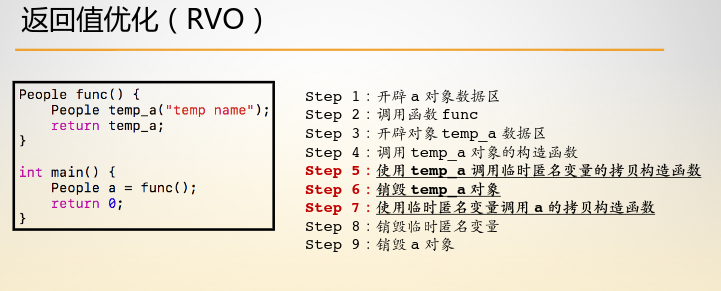 返回值优化（RVO）
People func() {
    People temp_a("temp name");
    return temp_a;
}
int main() {
    People a = func();
    return 0;
}
Step 1：开辟 a 对象数据区
Step 2：调用函数 func
Step 3：开辟对象 temp_a 数据区
Step 4：调用 temp_a 对象的构造函数
Step 5：使用 temp_a 调用临时匿名变量的拷贝构造函数
Step 6：销毁 temp_a 对象
Step 7：使用临时匿名变量调用 a 的拷贝构造函数
Step 8：销毁临时匿名变量
Step 9：销毁 a 对象